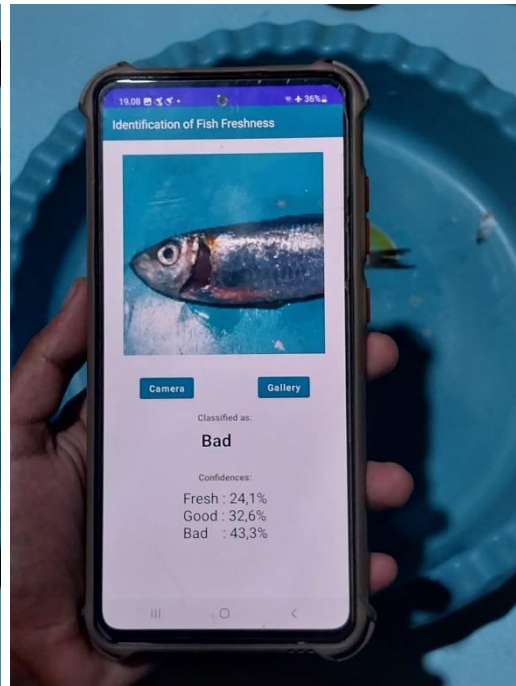 19.08
36%
Identification of Fish Freshness
Camera
Gallery
Classified as:
Bad
Confidences:
Fresh : 24,1%
Good : 32,6%
Bad : 43,3%